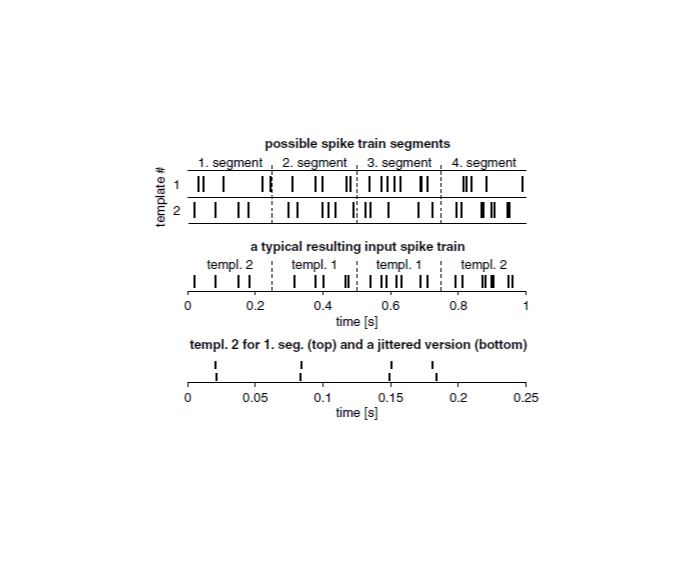 possible spike train segments
1. segment 2. segment 3. segment 4. segment
template #
1
2
a typical resulting input spike train
templ. 2 templ. 1 templ. 1 templ. 2
0 0.2 0.4 0.6 0.8 1
time [s]
templ. 2 for 1. seg. (top) and a jittered version (bottom)
0 0.05 0.1 0.15 0.2 0.25
time [s]